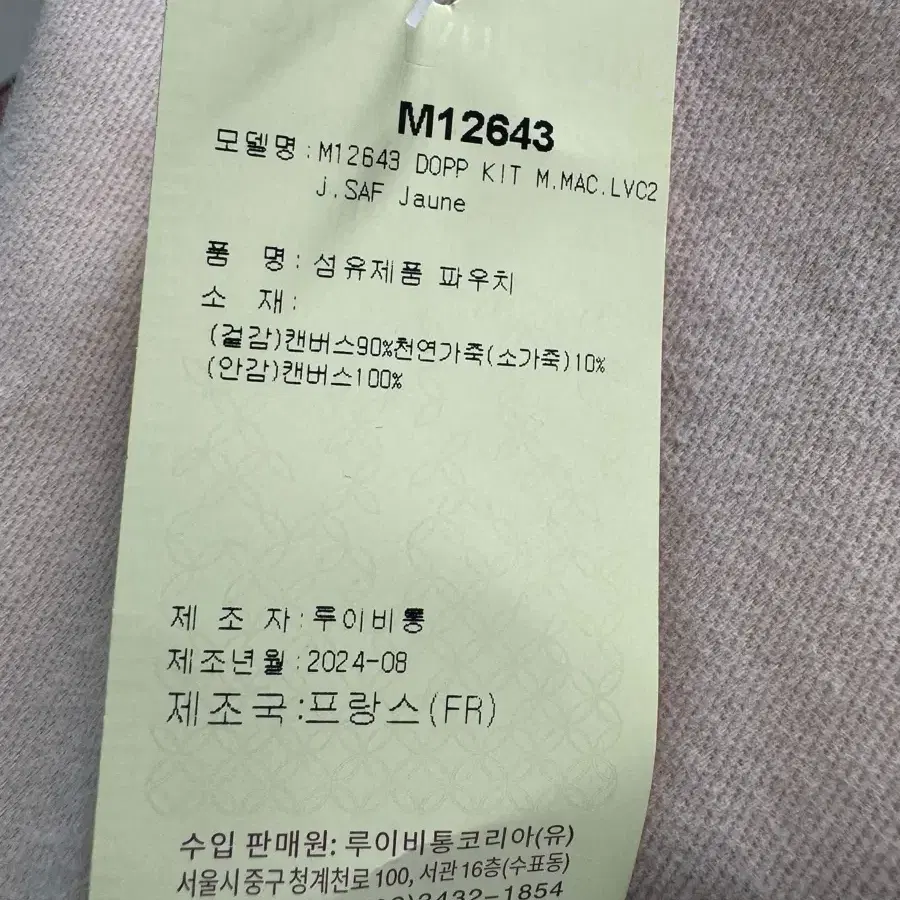 M12643
모델명:M12643 DOPP KIT M.MAC.LVC2
J.SAF Jaune
품 명:섬유제품 파우치
소 재:
(겉감)캔버스90%천연가죽(소가죽)10%
(안감)캔버스100%
제 조 자:루이비통
제조년월:2024-08
제조국:프랑스(FR)
수입 판매원: 루이비통코리아(유)
서울시 중구 청계천로 100, 서관 16층(수표동)
3432-1854